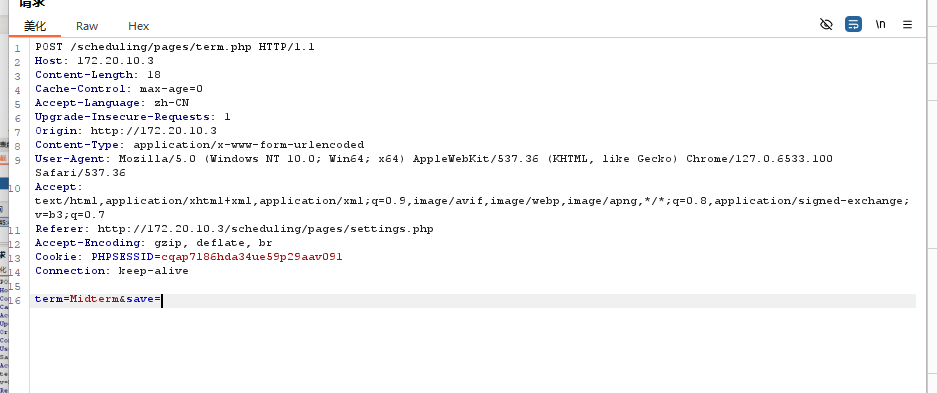 请求
美化 Raw Hex
\n
1 POST /scheduling/pages/term.php HTTP/1.1
2 Host: 172.20.10.3
3 Content-Length: 18
4 Cache-Control: max-age=0
5 Accept-Language: zh-CN
6 Upgrade-Insecure-Requests: 1
7 Origin: http://172.20.10.3
8 Content-Type: application/x-www-form-urlencoded
9 User-Agent: Mozilla/5.0 (Windows NT 10.0; Win64; x64) AppleWebKit/537.36 (KHTML, like Gecko) Chrome/127.0.6533.100
Safari/537.36
10 Accept:
text/html,application/xhtml+xml,application/xml;q=0.9,image/avif,image/webp,image/apng,*/*;q=0.8,application/signed-exchange;
v=b3;q=0.7
11 Referer: http://172.20.10.3/scheduling/pages/settings.php
12 Accept-Encoding: gzip, deflate, br
13 Cookie: PHPSESSID=cqap7186hda34ue59p29aav091
14 Connection: keep-alive
15
16 term=Midterm&save=